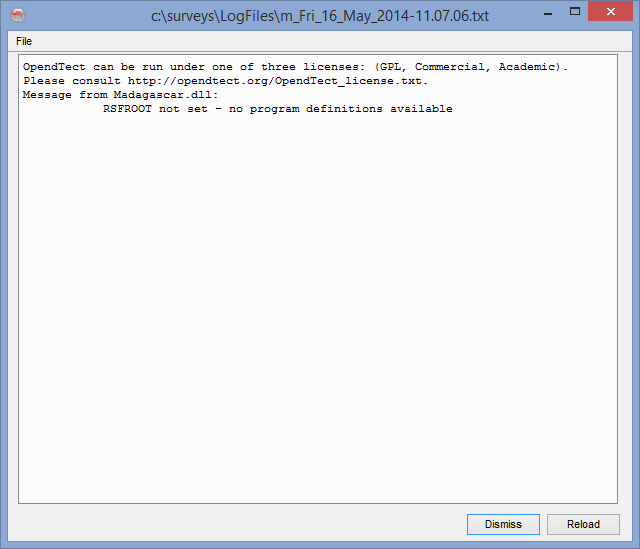 c:\surveys\LogFiles\m_Fri_16_May_2014-11.07.06.txt
File
OpendTect can be run under one of three licenses: (GPL, Commercial, Academic).
Please consult http://opendtect.org/OpendTect_license.txt.
Message from Madagascar.dll:
RSFROOT not set - no program definitions available
Dismiss Reload